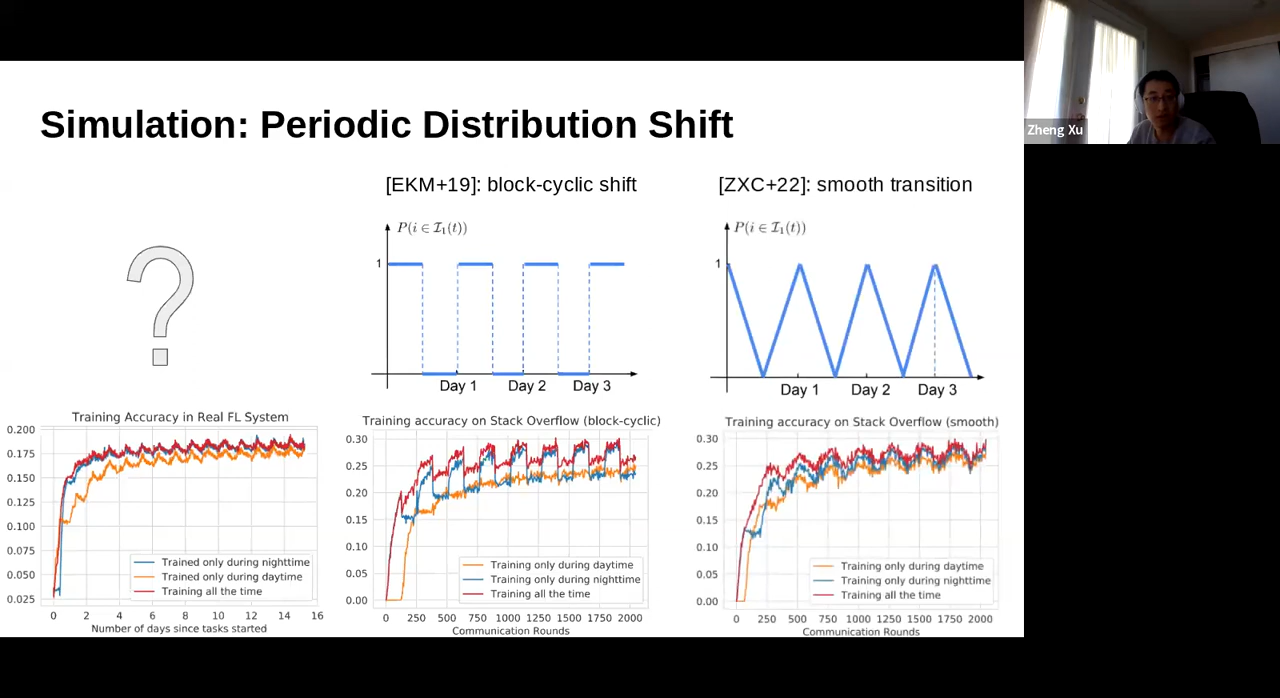 Simulation: Periodic Distribution Shift
Zheng Xu
[EKM+19]: block-cyclic shift
P(i ∈ I₁(t))
1
Day 1 Day 2 Day 3
[ZXC+22]: smooth transition
P(i ∈ I₁(t))
1
Day 1 Day 2 Day 3
?
Training Accuracy in Real FL System
0.200
0.175
0.150
0.125
0.100
0.075
0.050
0.025
Trained only during nighttime
Trained only during daytime
Training all the time
0 2 4 6 8 10 12 14 16
Number of days since tasks started
Training accuracy on Stack Overflow (block-cyclic)
0.30
0.25
0.20
0.15
0.10
0.05
0.00
Training only during daytime
Training only during nighttime
Training all the time
0 250 500 750 1000 1250 1500 1750 2000
Communication Rounds
Training accuracy on Stack Overflow (smooth)
0.30
0.25
0.20
0.15
0.10
0.05
0.00
Training only during daytime
Training only during nighttime
Training all the time
0 250 500 750 1000 1250 1500 1750 2000
Communication Rounds